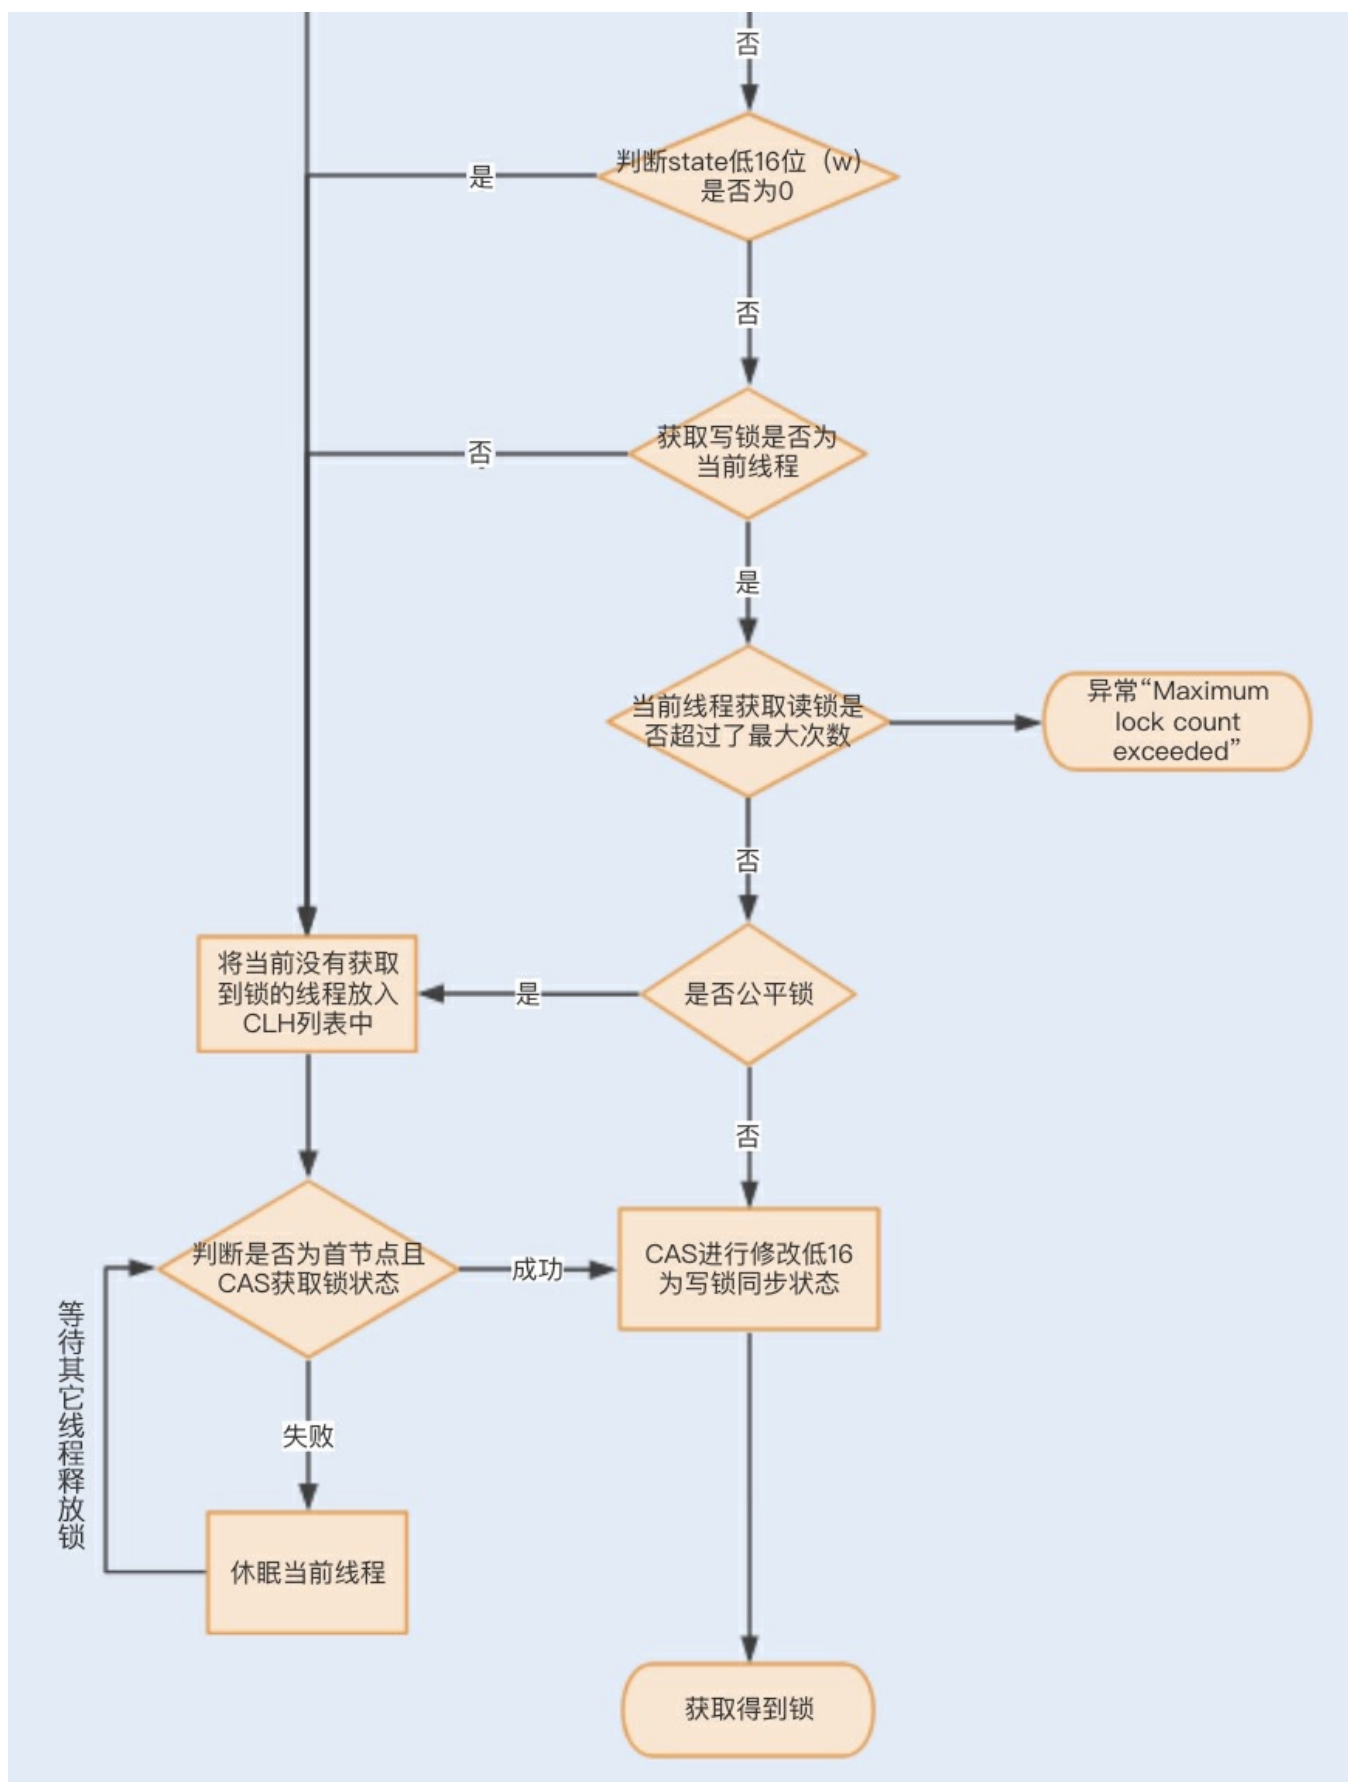 否
判断state低16位（w）
是否为0
是
否
获取写锁是否为
当前线程
否
是
当前线程获取读锁是
否超过了最大次数
异常“Maximum
lock count
exceeded”
否
将当前没有获取
到锁的线程放入
CLH列表中
是
是否公平锁
否
判断是否为首节点且
CAS获取锁状态
成功
CAS进行修改低16
为写锁同步状态
等待其它线程释放锁
失败
休眠当前线程
获取得到锁